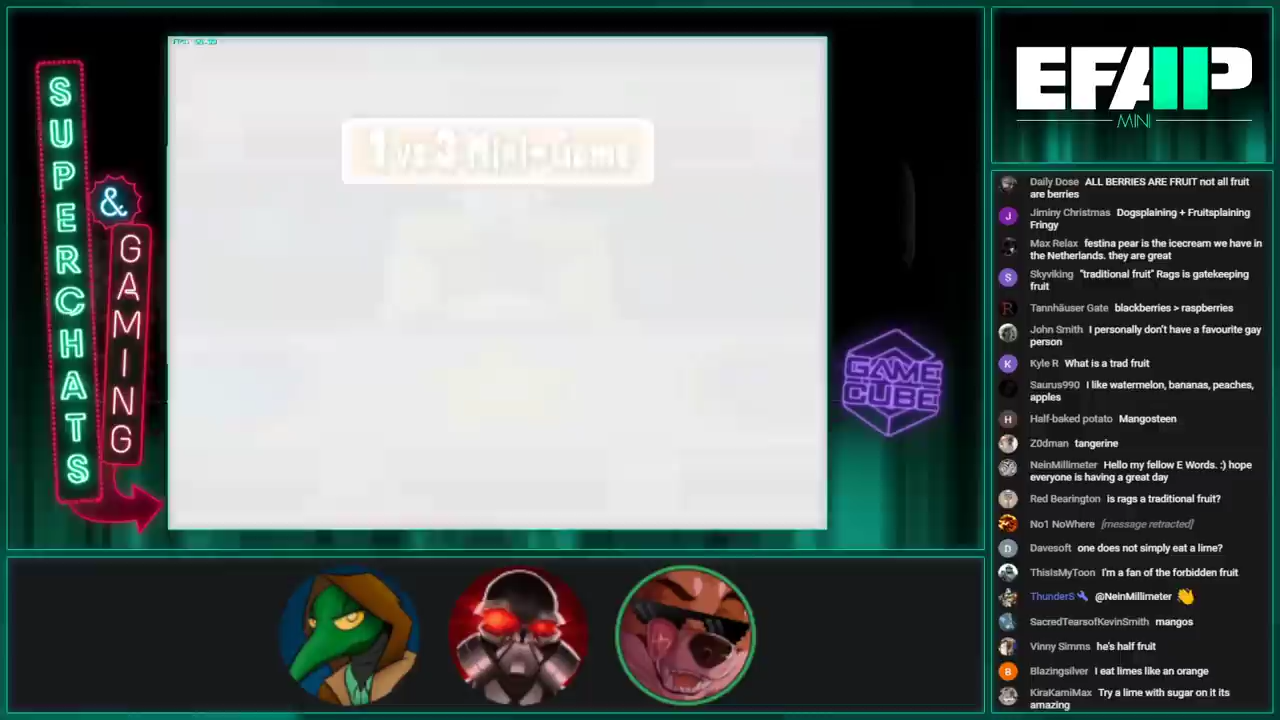 SUPERCHATS
&
GAMING
1 vs 3 Mini-Game
GAME
CUBE
EFAP
MINI
Daily Dose ALL BERRIES ARE FRUIT not all fruit
are berries
Jiminy Christmas Dogsplaining + Fruitsplaining
Fringy
Max Relax festina pear is the icecream we have in
the Netherlands. they are great
Skyviking "traditional fruit" Rags is gatekeeping
fruit
Tannhäuser Gate blackberries > raspberries
John Smith I personally don't have a favourite gay
person
Kyle R What is a trad fruit
Saurus990 I like watermelon, bananas, peaches,
apples
H Half-baked potato Mangosteen
Z0dman tangerine
NeinMillimeter Hello my fellow E Words. :) hope
everyone is having a great day
Red Bearington is rags a traditional fruit?
No1 NoWhere [message retracted]
D Davesoft one does not simply eat a lime?
ThisIsMyToon I'm a fan of the forbidden fruit
ThunderS @NeinMillimeter 👋
SacredTearsofKevinSmith mangos
Vinny Simms he's half fruit
B Blazingsilver I eat limes like an orange
KiraKamiMax Try a lime with sugar on it its
amazing